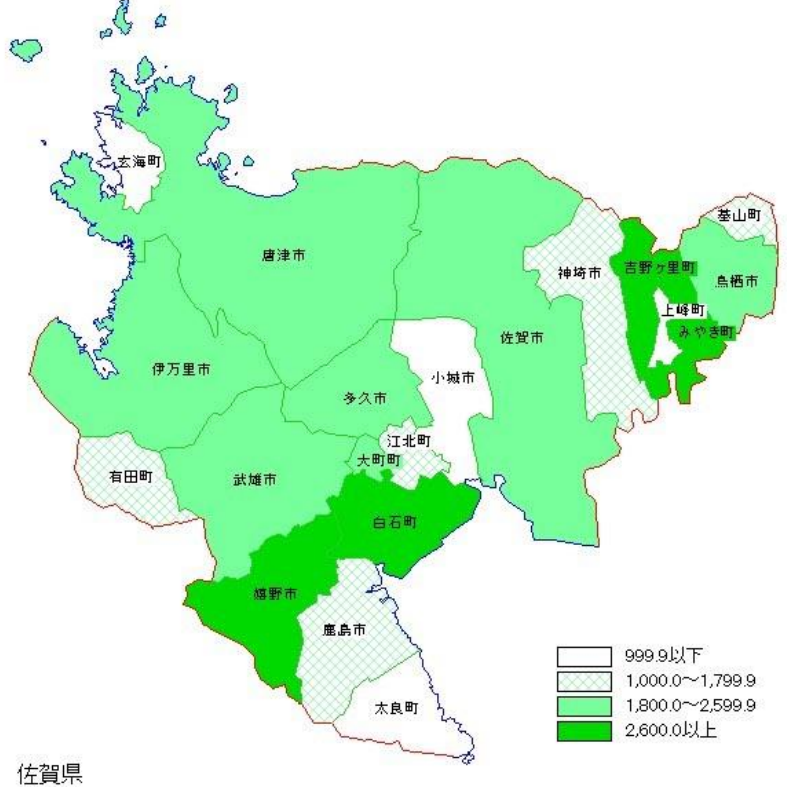 玄海町
唐津市
基山町
吉野ヶ里町
神埼市
鳥栖市
上峰町
みやき町
佐賀市
伊万里市
小城市
多久市
江北町
大町町
有田町
武雄市
白石町
嬉野市
鹿島市
太良町
999.9以下
1,000.0～1,799.9
1,800.0～2,599.9
2,600.0以上
佐賀県